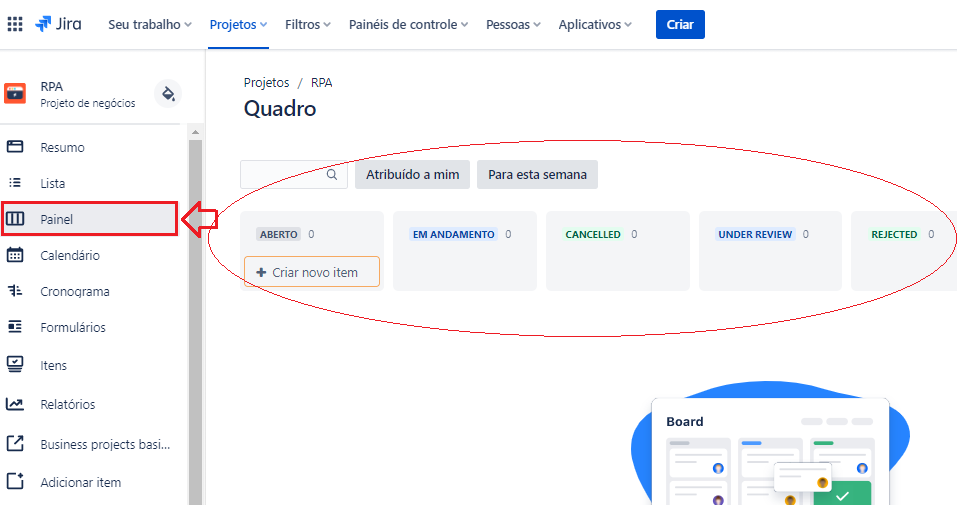 Jira Seu trabalho Projetos Filtros Painéis de controle Pessoas Aplicativos Criar
RPA
Projeto de negócios
Resumo
Lista
Painel
Calendário
Cronograma
Formulários
Itens
Relatórios
Business projects basi...
Adicionar item
Projetos / RPA
Quadro
Atribuído a mim Para esta semana
ABERTO 0 EM ANDAMENTO 0 CANCELLED 0 UNDER REVIEW 0 REJECTED 0
+ Criar novo item
Board